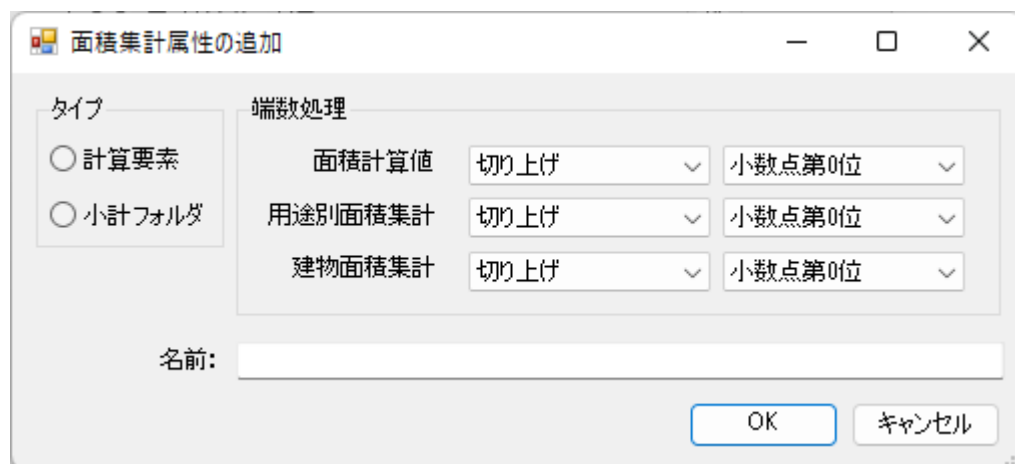 面積集計属性の追加
タイプ
計算要素
小計フォルダ
端数処理
面積計算値 切り上げ 小数点第0位
用途別面積集計 切り上げ 小数点第0位
建物面積集計 切り上げ 小数点第0位
名前:
OK キャンセル